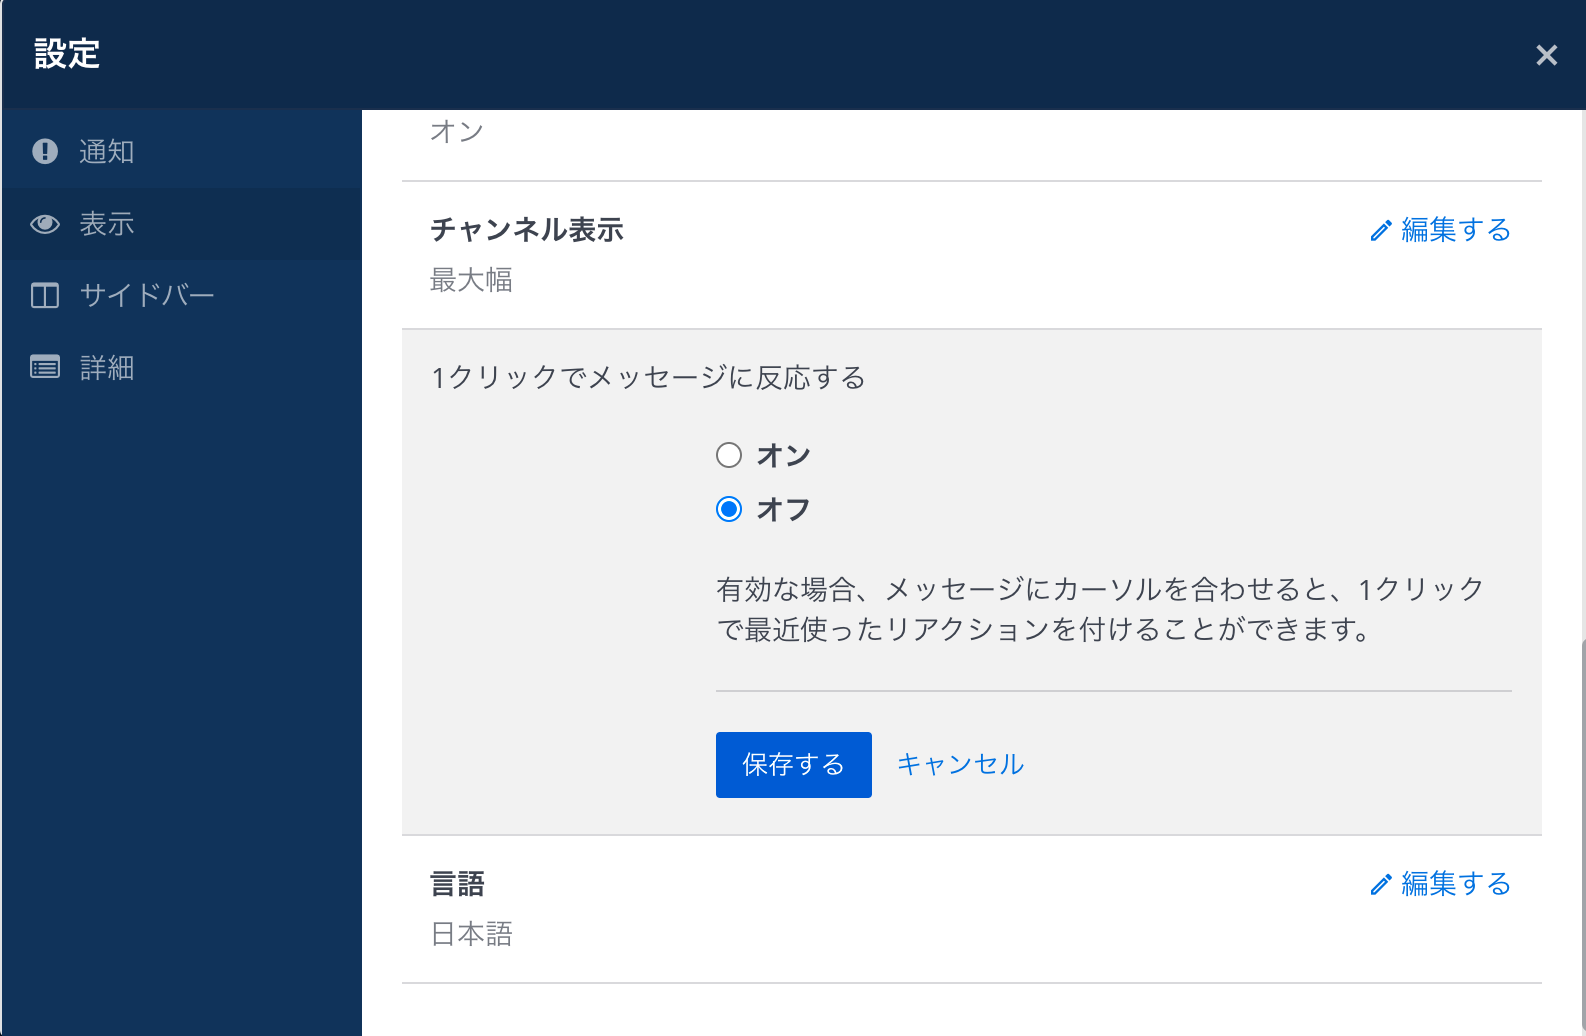 設定
通知
表示
サイドバー
詳細
オン
チャンネル表示
編集する
最大幅
1クリックでメッセージに反応する
オン
オフ
有効な場合、メッセージにカーソルを合わせると、1クリック
で最近使ったリアクションを付けることができます。
保存する
キャンセル
言語
編集する
日本語